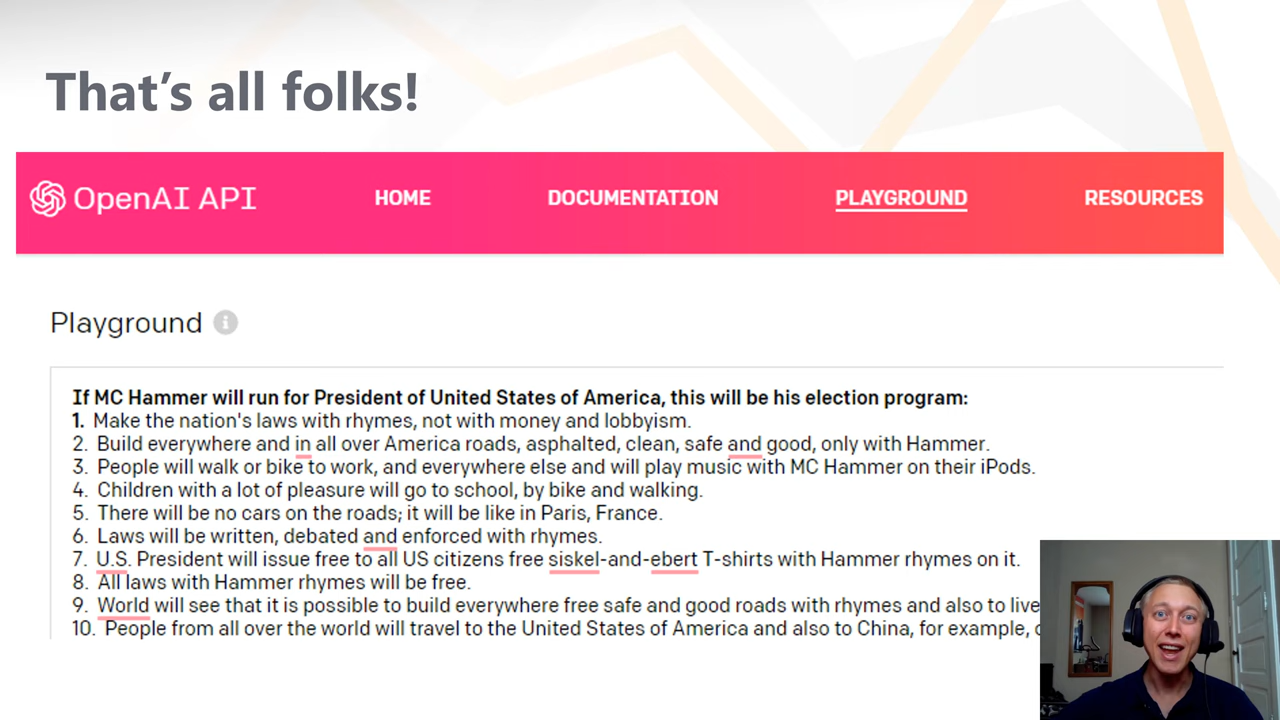 That's all folks!
OpenAI API HOME DOCUMENTATION PLAYGROUND RESOURCES
Playground
If MC Hammer will run for President of United States of America, this will be his election program:
1. Make the nation's laws with rhymes, not with money and lobbyism.
2. Build everywhere and in all over America roads, asphalted, clean, safe and good, only with Hammer.
3. People will walk or bike to work, and everywhere else and will play music with MC Hammer on their iPods.
4. Children with a lot of pleasure will go to school, by bike and walking.
5. There will be no cars on the roads; it will be like in Paris, France.
6. Laws will be written, debated and enforced with rhymes.
7. U.S. President will issue free to all US citizens free siskel-and-ebert T-shirts with Hammer rhymes on it.
8. All laws with Hammer rhymes will be free.
9. World will see that it is possible to build everywhere free safe and good roads with rhymes and also to live
10. People from all over the world will travel to the United States of America and also to China, for example,